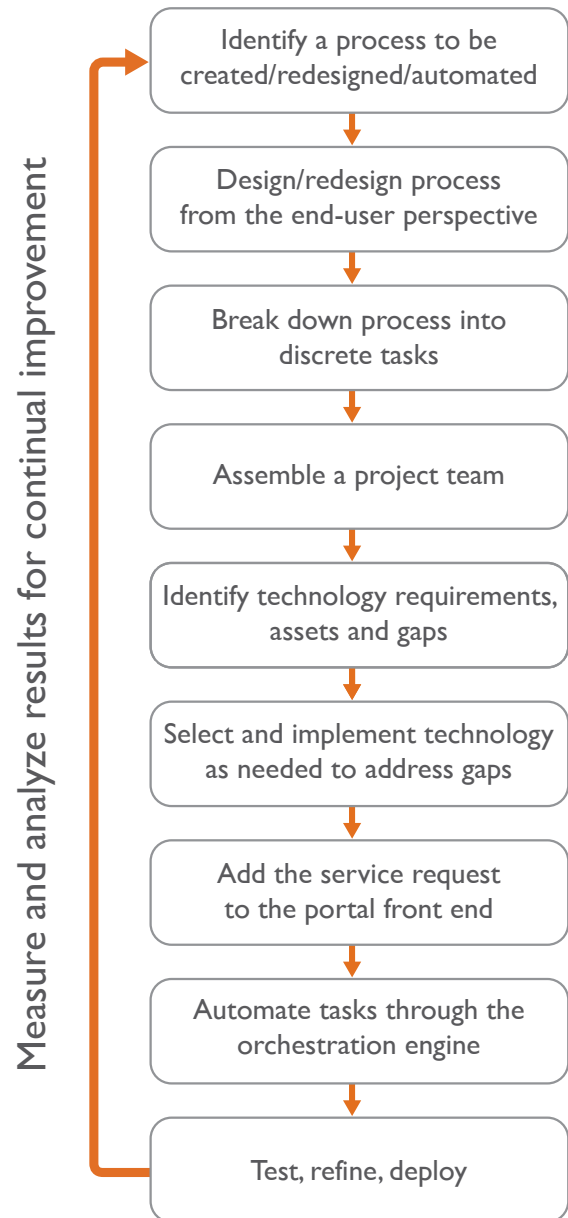 Identify a process to be
created/redesigned/automated
Design/redesign process
from the end-user perspective
Break down process into
discrete tasks
Assemble a project team
Identify technology requirements,
assets and gaps
Select and implement technology
as needed to address gaps
Add the service request
to the portal front end
Automate tasks through the
orchestration engine
Test, refine, deploy
Measure and analyze results for continual improvement